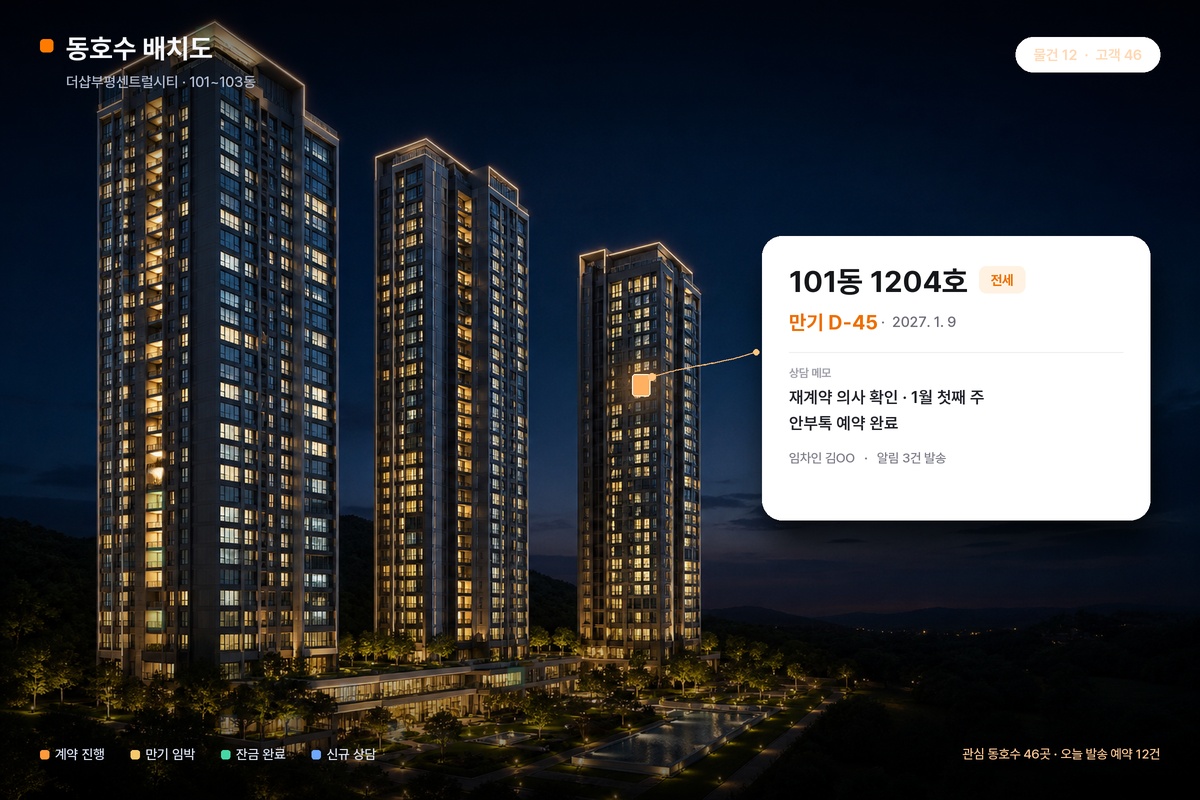 동호수 배치도
더샵부평센트럴시티 · 101~103동
물건 12 · 고객 46
101동 1204호 전세
만기 D-45 · 2027. 1. 9
상담 메모
재계약 의사 확인 · 1월 첫째 주
안부톡 예약 완료
임차인 김OO · 알림 3건 발송
계약 진행 만기 임박 잔금 완료 신규 상담
관심 동호수 46곳 · 오늘 발송 예약 12건